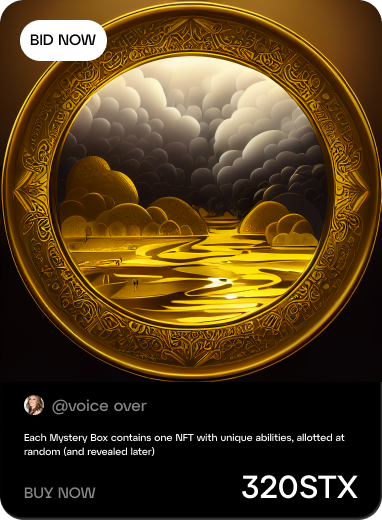 BID NOW
@voice over
Each Mystery Box contains one NFT with unique abilities, allotted at
random (and revealed later)
BUY NOW
320STX